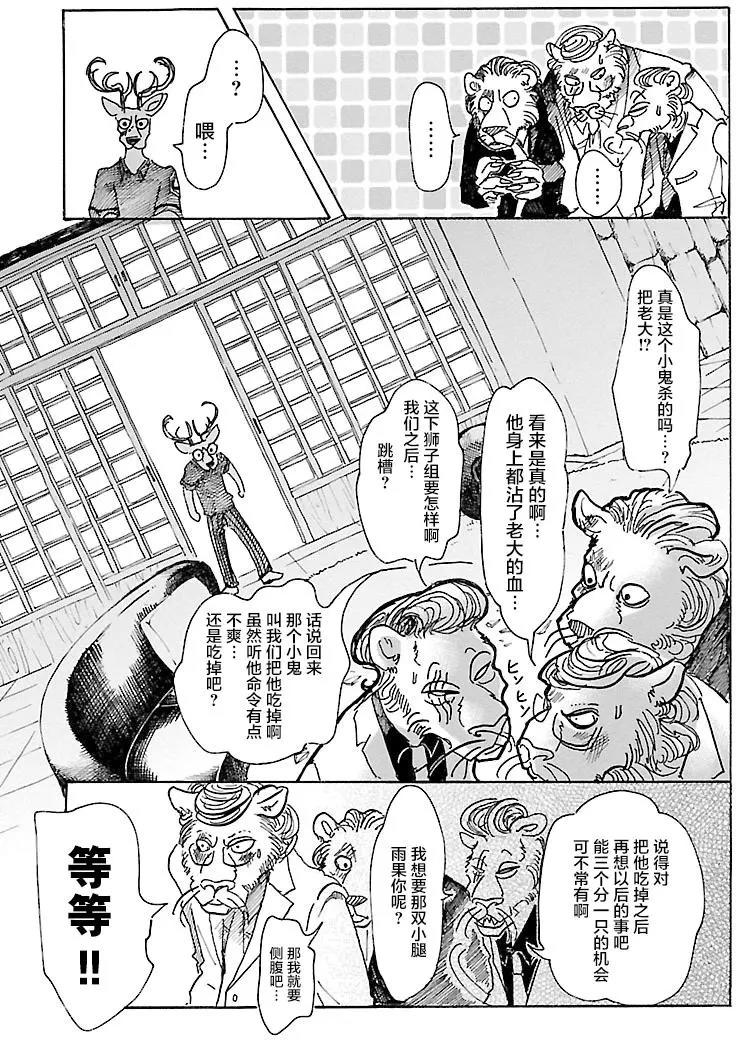 ……
……
…?
喂…
真是这个小鬼杀的吗…?
把老大!?
看来是真的啊…
他身上都沾了老大的血…
这下狮子组要怎样啊
我们之后…
跳槽?
ヒソ
ヒソ
话说回来
那个小鬼
叫我们把他吃掉啊
虽然听他命令有点
不爽…
还是吃掉吧?
说得对
把他吃掉之后
再想以后的事吧
能三个分一只的机会
可不常有啊
我想要那双小腿
雨果你呢?
那我就要
侧腹吧…
等等!!